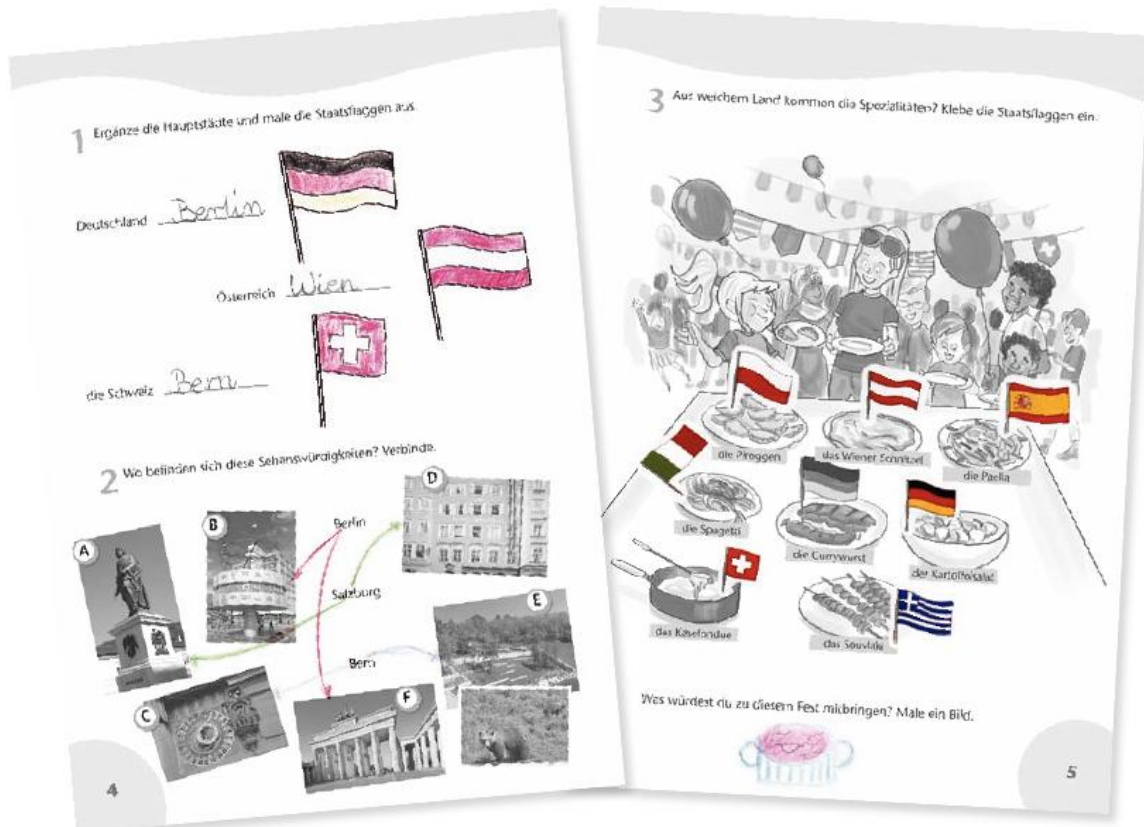 1 Ergänze die Hauptstädte und male die Staatsflaggen aus.
Deutschland Berlin
Österreich Wien
die Schweiz Bern
2 Wo befinden sich diese Sehenswürdigkeiten? Verbinde.
A
B
Berlin
D
Salzburg
E
Bern
C
F
4
3 Aus welchem Land kommen die Spezialitäten? Klebe die Staatsflaggen ein.
die Piroggen
das Wiener Schnitzel
die Paella
die Spagetti
die Currywurst
der Kartoffelsalat
das Käsefondue
das Souvlaki
Was würdest du zu diesem Fest mitbringen? Male ein Bild.
5